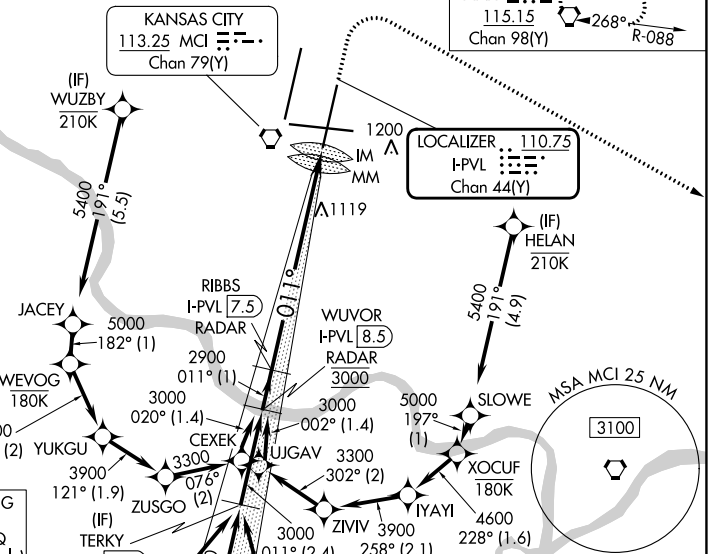 KANSAS CITY
113.25 MCI
Chan 79(Y)
115.15
Chan 98(Y)
268°
R-088
(IF)
WUZBY
210K
1200
IM
MM
LOCALIZER 110.75
I-PVL
Chan 44(Y)
1119
5400
191°
(5.5)
(IF)
HELAN
210K
RIBBS
I-PVL 7.5
RADAR
011°
WUVOR
I-PVL 8.5
RADAR
3000
5400
191°
(4.9)
JACEY
5000
182° (1)
2900
011° (1)
MSA MCI 25 NM
3100
WEVOG
180K
3000
020° (1.4)
3000
002° (1.4)
5000
197°
(1)
SLOWE
(2)
YUKGU
CEXEK
UJGAV
3300
302° (2)
XOCUF
180K
3900
121° (1.9)
3300
076°
(2)
ZUSGO
IYAYI
4600
228° (1.6)
G
(IF)
TERKY
3000
011° (2.4)
ZIVIV
3900
258° (2.1)
Q